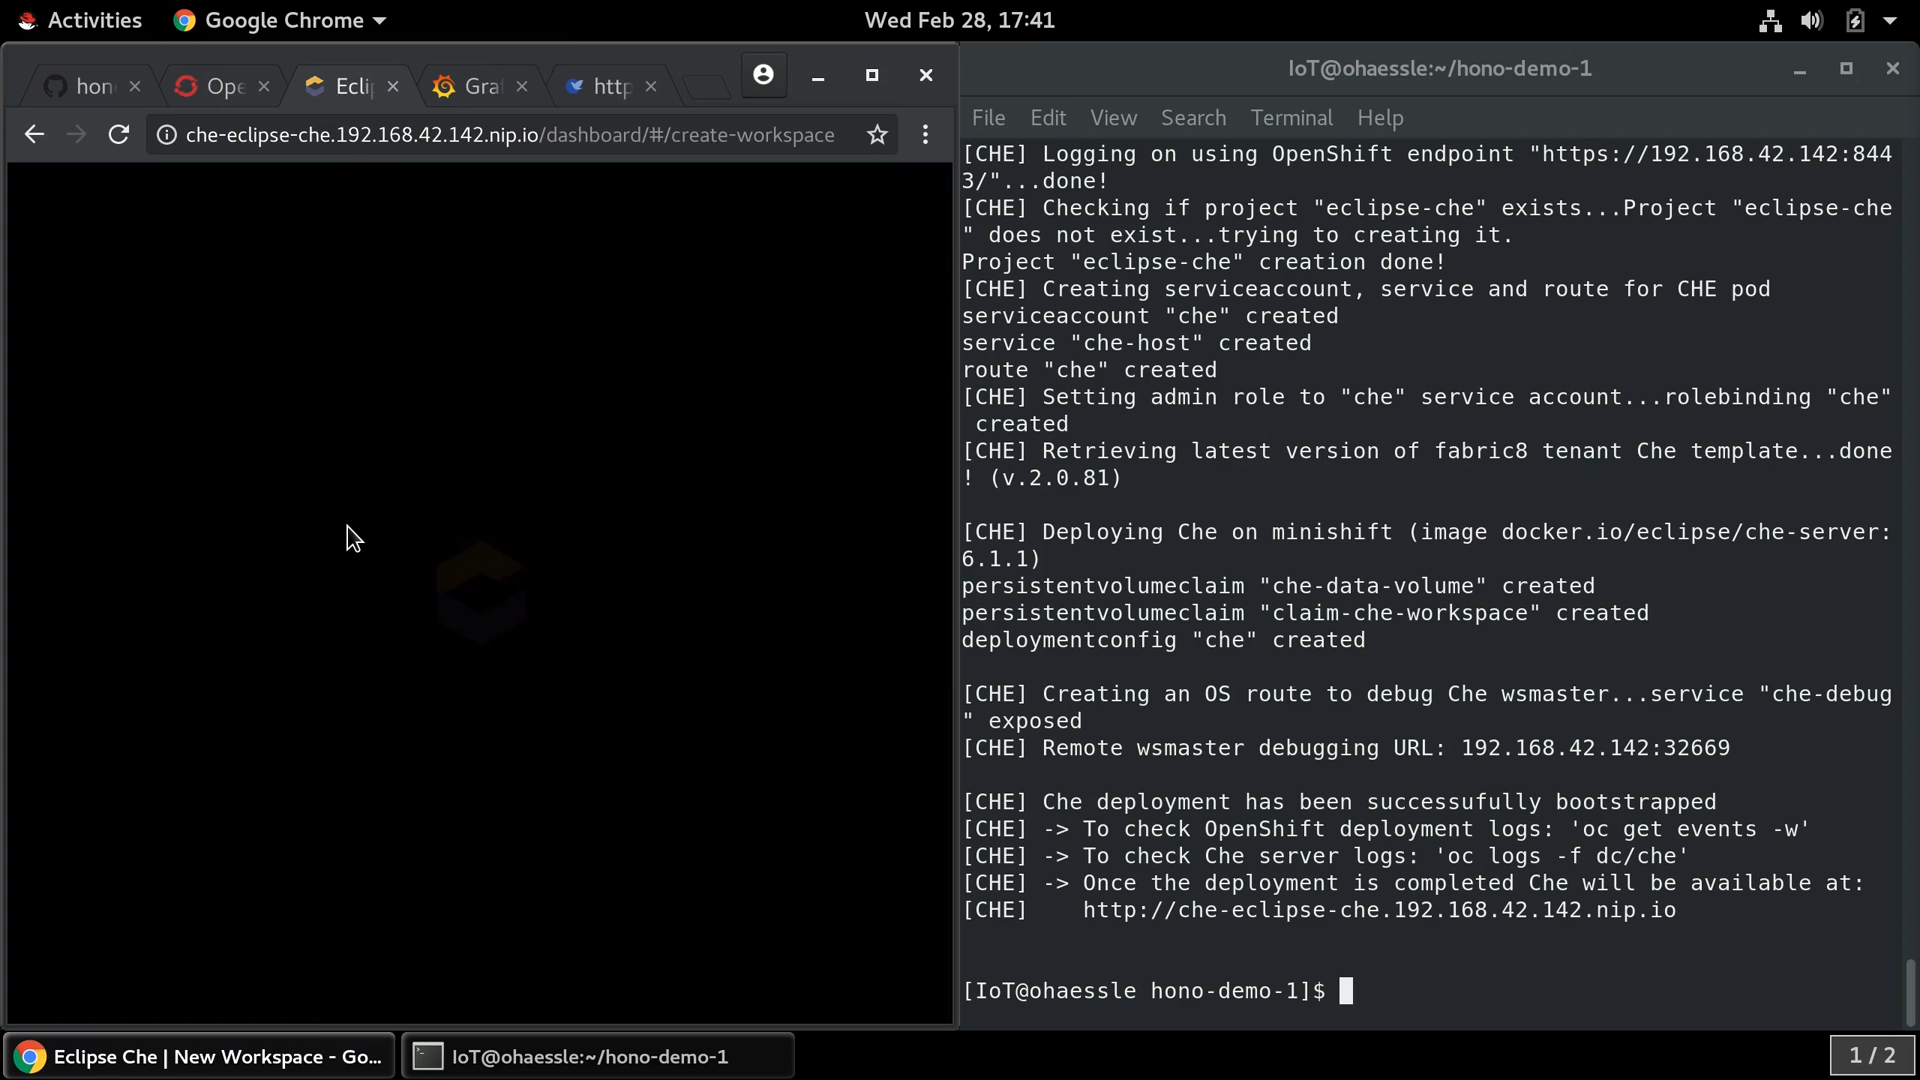 Activities
Google Chrome
Wed Feb 28, 17:41
hono
Ope
Eclip
Graf
http
che-eclipse-che.192.168.42.142.nip.io/dashboard/#/create-workspace
IoT@ohaessle:~/hono-demo-1
File Edit View Search Terminal Help
[CHE] Logging on using OpenShift endpoint "https://192.168.42.142:844
3/"...done!
[CHE] Checking if project "eclipse-che" exists...Project "eclipse-che
" does not exist...trying to creating it.
Project "eclipse-che" creation done!
[CHE] Creating serviceaccount, service and route for CHE pod
serviceaccount "che" created
service "che-host" created
route "che" created
[CHE] Setting admin role to "che" service account...rolebinding "che"
 created
[CHE] Retrieving latest version of fabric8 tenant Che template...done
! (v.2.0.81)
[CHE] Deploying Che on minishift (image docker.io/eclipse/che-server:
6.1.1)
persistentvolumeclaim "che-data-volume" created
persistentvolumeclaim "claim-che-workspace" created
deploymentconfig "che" created
[CHE] Creating an OS route to debug Che wsmaster...service "che-debug
" exposed
[CHE] Remote wsmaster debugging URL: 192.168.42.142:32669
[CHE] Che deployment has been successufully bootstrapped
[CHE] -> To check OpenShift deployment logs: 'oc get events -w'
[CHE] -> To check Che server logs: 'oc logs -f dc/che'
[CHE] -> Once the deployment is completed Che will be available at:
[CHE]    http://che-eclipse-che.192.168.42.142.nip.io
[IoT@ohaessle hono-demo-1]$
Eclipse Che | New Workspace - Go...
IoT@ohaessle:~/hono-demo-1
1 / 2